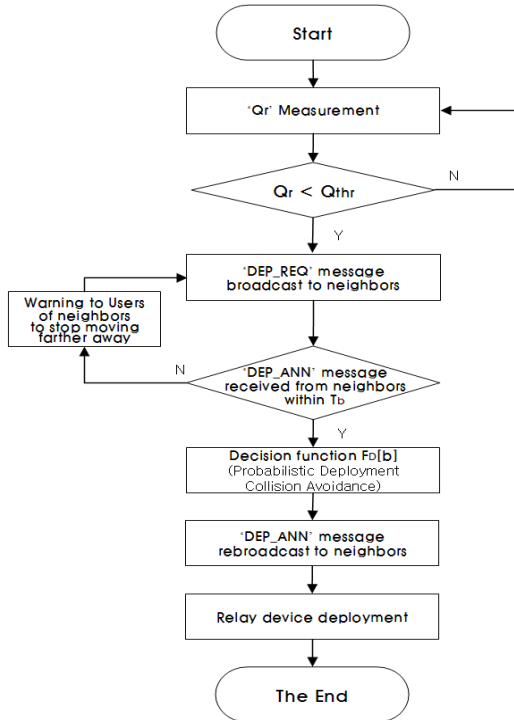 Start
‘Qr’ Measurement
Qr < Qthr
N
Y
‘DEP_REQ’ message
broadcast to neighbors
Warning to Users
of neighbors
to stop moving
farther away
N
‘DEP_ANN’ message
received from neighbors
within Tb
Y
Decision function FD[b]
(Probabilistic Deployment
Collision Avoidance)
‘DEP_ANN’ message
rebroadcast to neighbors
Relay device deployment
The End